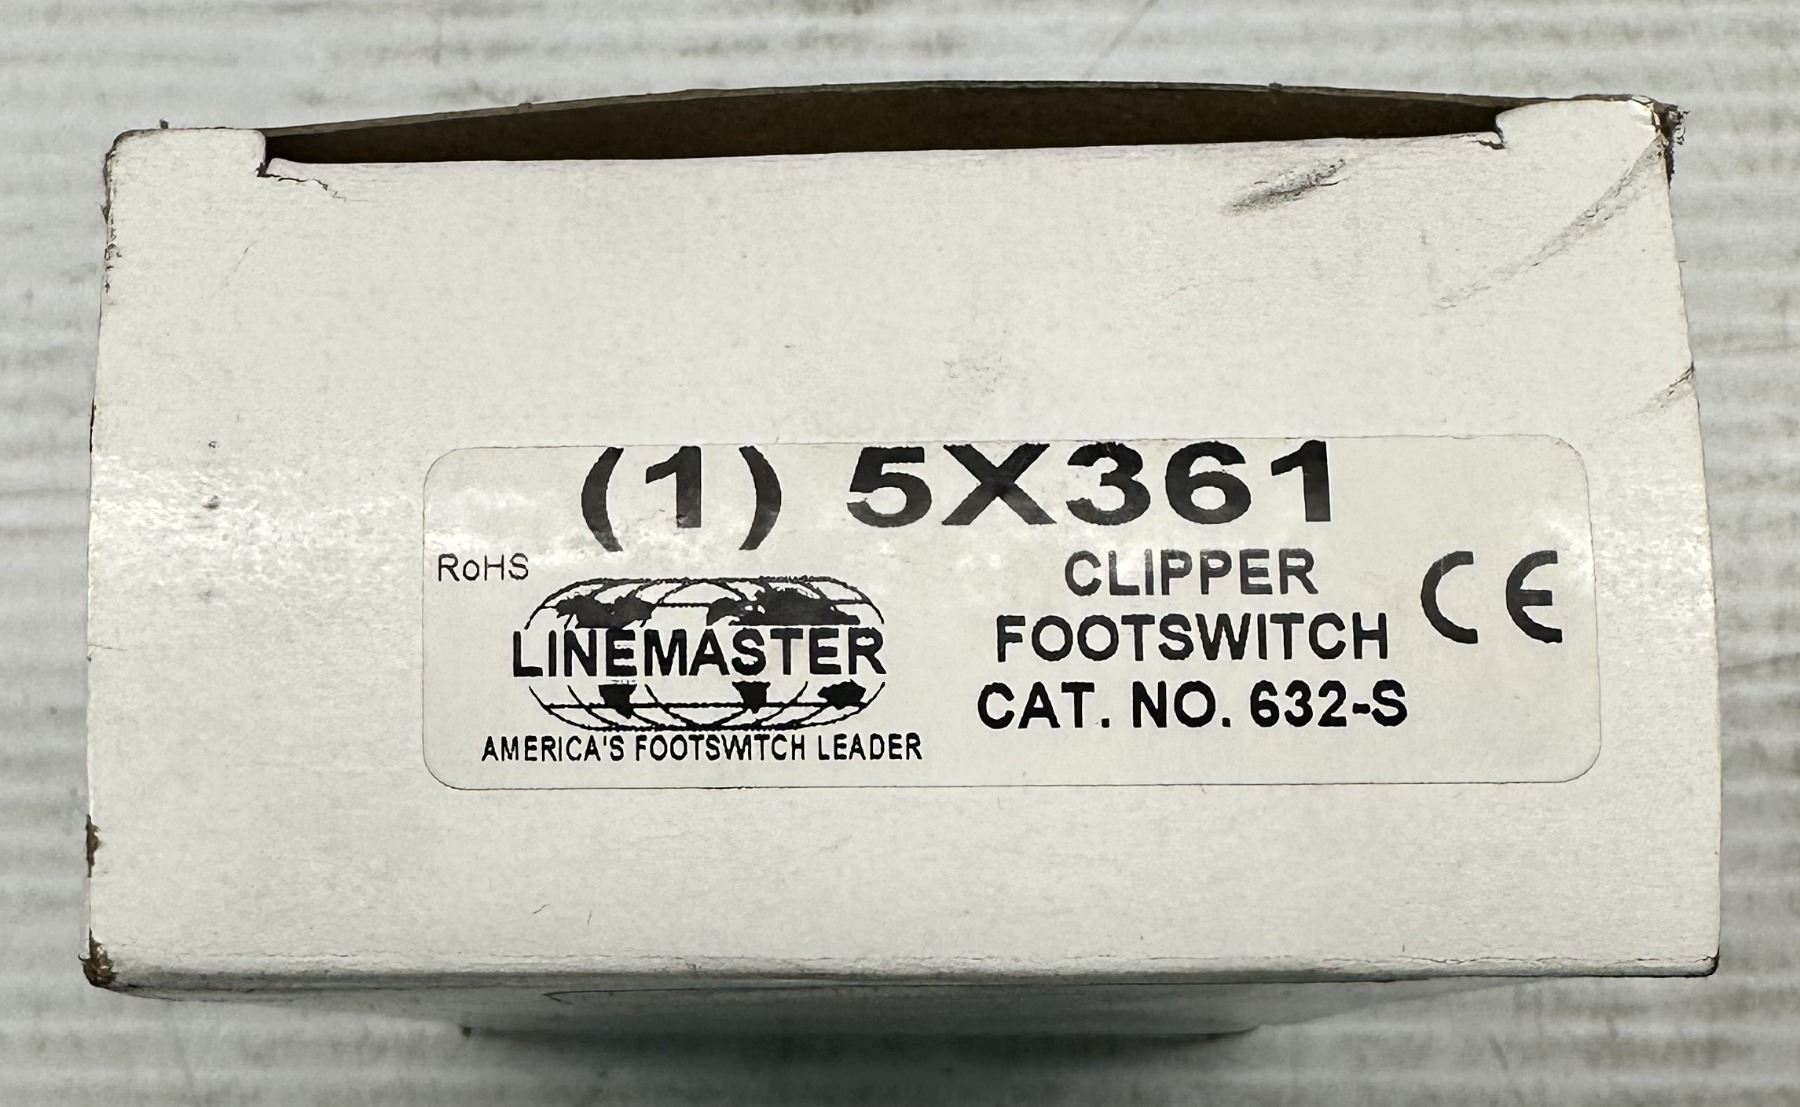 (1) 5X361
RoHS
LINEMASTER
AMERICA'S FOOTSWITCH LEADER
CLIPPER
FOOTSWITCH
CAT. NO. 632-S
CE